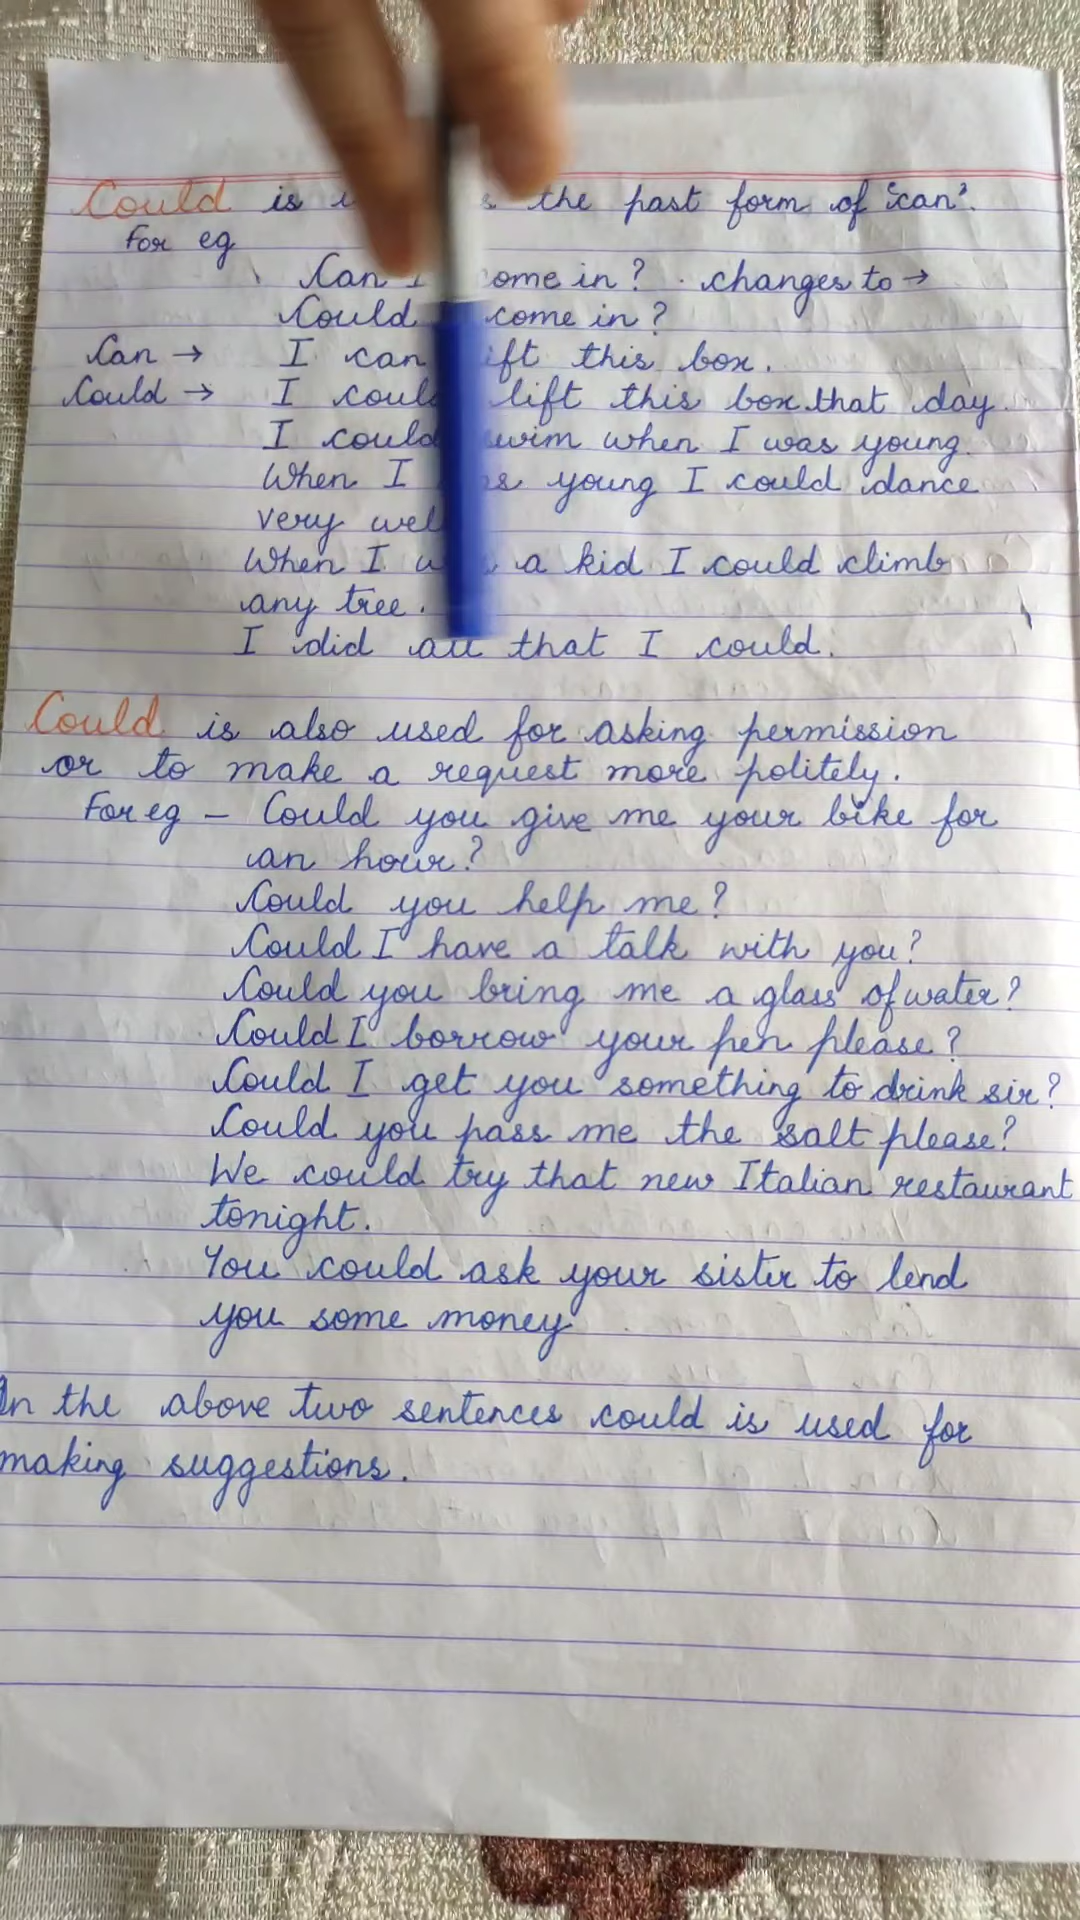 Could is the past form of "can".
For eg
Can I come in? changes to →
Could come in?
Can → I can lift this box.
Could → I could lift this box that day.
I could swim when I was young.
When I was young I could dance
very well
When I was a kid I could climb
any tree.
I did all that I could.
Could is also used for asking permission
or to make a request more politely.
For eg – Could you give me your bike for
an hour?
Could you help me?
Could I have a talk with you?
Could you bring me a glass of water?
Could I borrow your pen please?
Could I get you something to drink sir?
Could you pass me the salt please?
We could try that new Italian restaurant
tonight.
You could ask your sister to lend
you some money
In the above two sentences could is used for
making suggestions.